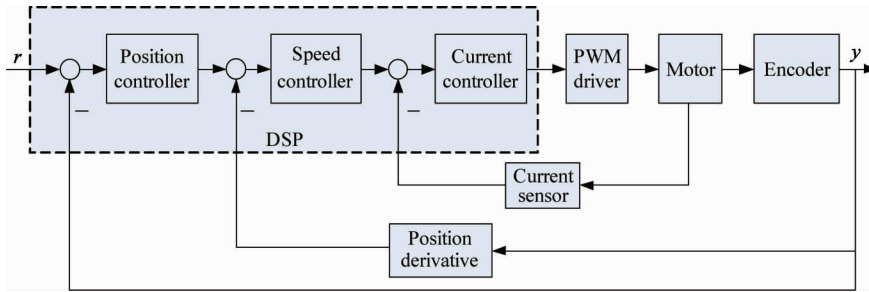 r
Position
controller
Speed
controller
Current
controller
PWM
driver
Motor
Encoder
y
−
−
−
DSP
Current
sensor
Position
derivative